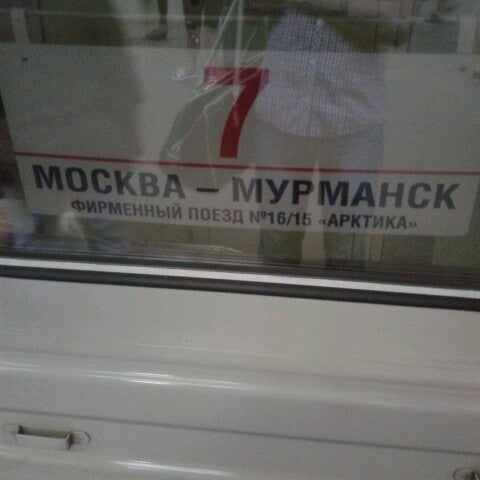 7
МОСКВА – МУРМАНСК
ФИРМЕННЫЙ ПОЕЗД №16/15 «АРКТИКА»